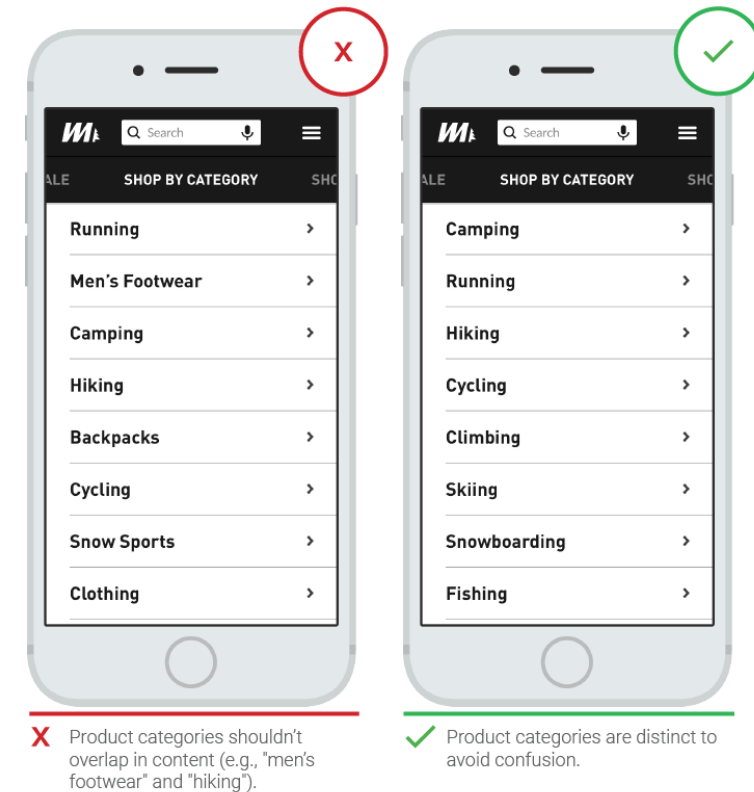 X
Search
ALE SHOP BY CATEGORY SHC
Running
Men's Footwear
Camping
Hiking
Backpacks
Cycling
Snow Sports
Clothing
X Product categories shouldn't
overlap in content (e.g., "men's
footwear" and "hiking").
Search
ALE SHOP BY CATEGORY SHC
Camping
Running
Hiking
Cycling
Climbing
Skiing
Snowboarding
Fishing
Product categories are distinct to
avoid confusion.